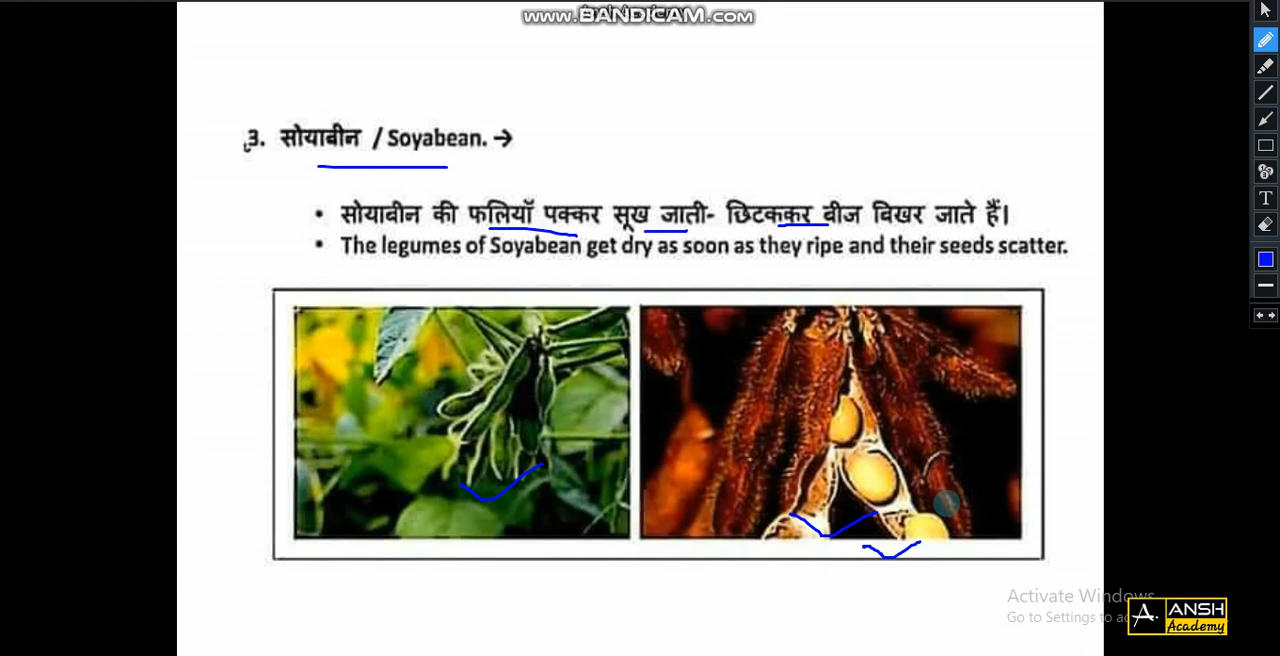 www.BANDICAM.com
3. सोयाबीन / Soyabean. →
• सोयाबीन की फलियाँ पक्कर सूख जाती- छिटककर बीज बिखर जाते हैं।
• The legumes of Soyabean get dry as soon as they ripe and their seeds scatter.
T
Activate Windows
Go to Settings to
A
ANSH
Academy